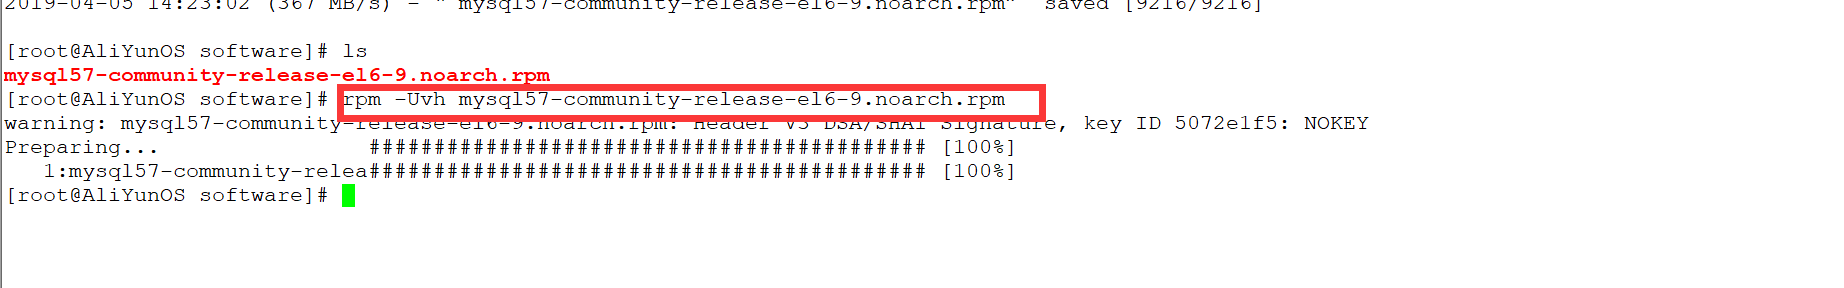 2019-04-05 14:23:02 (367 MB/s) - “mysql57-community-release-el6-9.noarch.rpm” saved [9216/9216]
[root@AliYunOS software]# ls
mysql57-community-release-el6-9.noarch.rpm
[root@AliYunOS software]# rpm -Uvh mysql57-community-release-el6-9.noarch.rpm
warning: mysql57-community-release-el6-9.noarch.rpm: Header V3 DSA/SHA1 Signature, key ID 5072e1f5: NOKEY
Preparing... ########################################### [100%]
1:mysql57-community-relea########################################### [100%]
[root@AliYunOS software]#